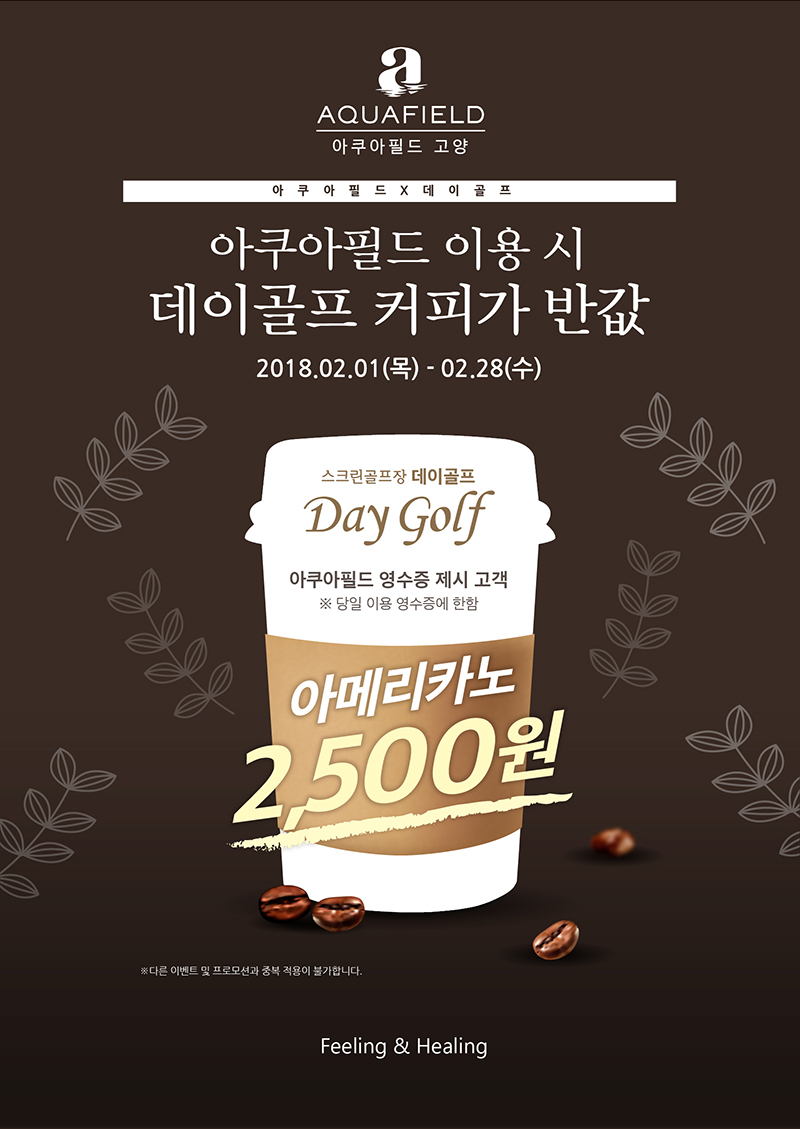 a
AQUAFIELD
아쿠아필드 고양
아쿠아필드X데이골프
아쿠아필드 이용 시
데이골프 커피가 반값
2018.02.01(목) - 02.28(수)
스크린골프장 데이골프
Day Golf
아쿠아필드 영수증 제시 고객
※ 당일 이용 영수증에 한함
아메리카노
2,500원
※다른 이벤트 및 프로모션과 중복 적용이 불가합니다.
Feeling & Healing